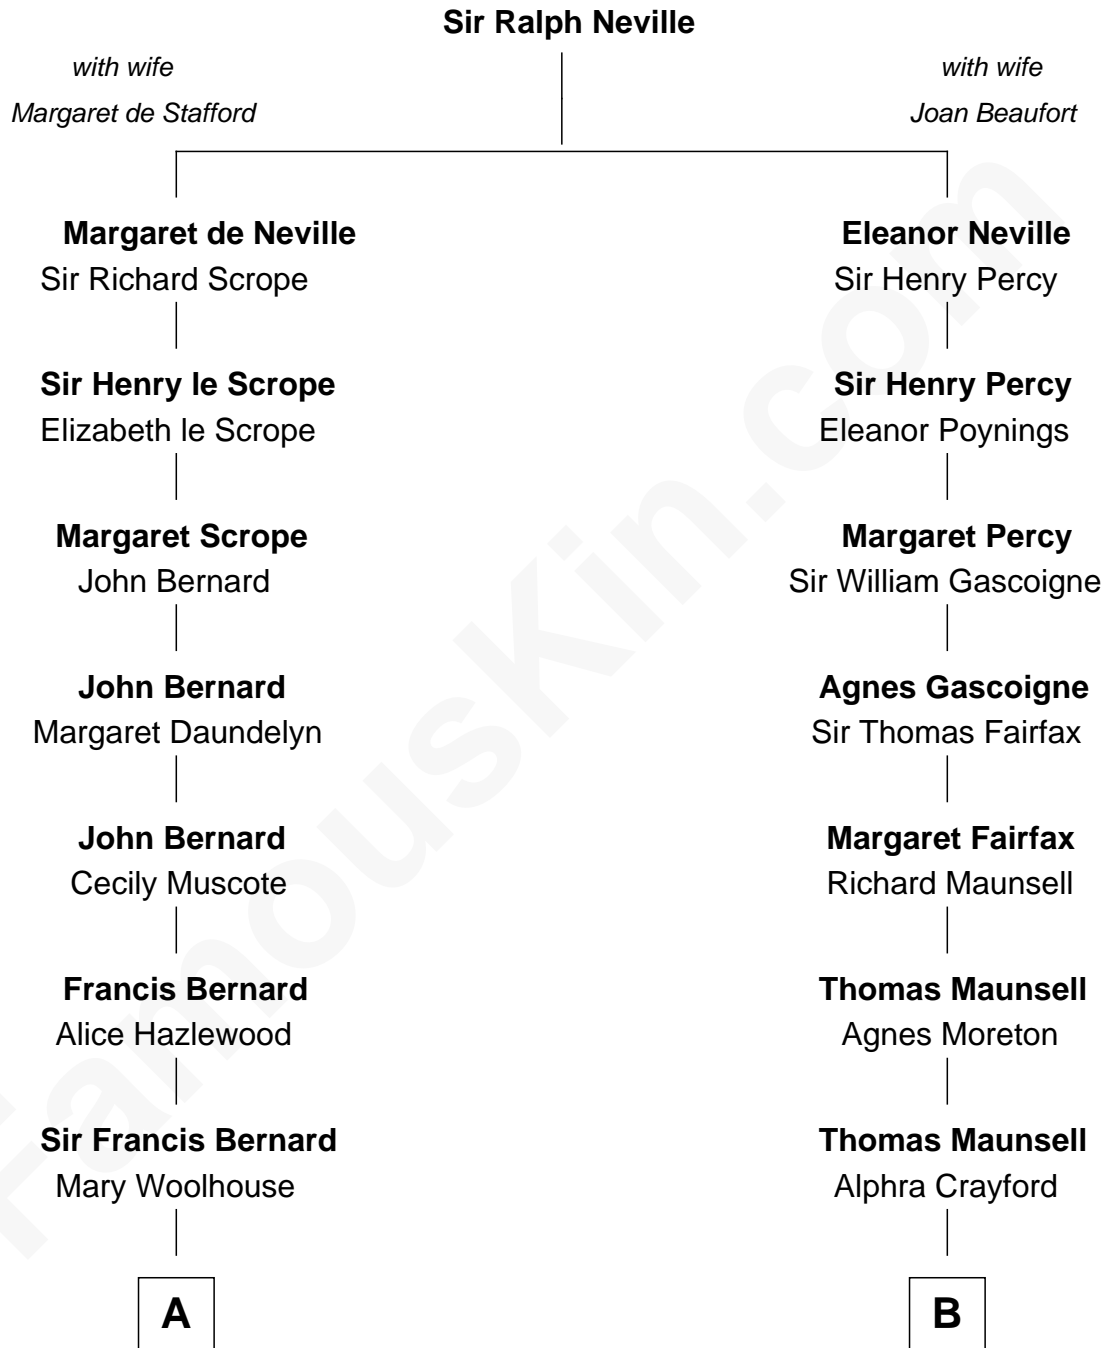 Sir Ralph Neville
with wife
Margaret de Stafford
with wife
Joan Beaufort
Margaret de Neville
Sir Richard Scrope
Eleanor Neville
Sir Henry Percy
Sir Henry le Scrope
Elizabeth le Scrope
Sir Henry Percy
Eleanor Poynings
Margaret Scrope
John Bernard
Margaret Percy
Sir William Gascoigne
John Bernard
Margaret Daundelyn
Agnes Gascoigne
Sir Thomas Fairfax
John Bernard
Cecily Muscote
Margaret Fairfax
Richard Maunsell
Francis Bernard
Alice Hazlewood
Thomas Maunsell
Agnes Moreton
Sir Francis Bernard
Mary Woolhouse
Thomas Maunsell
Alphra Crayford
A
B
FamousKin.com